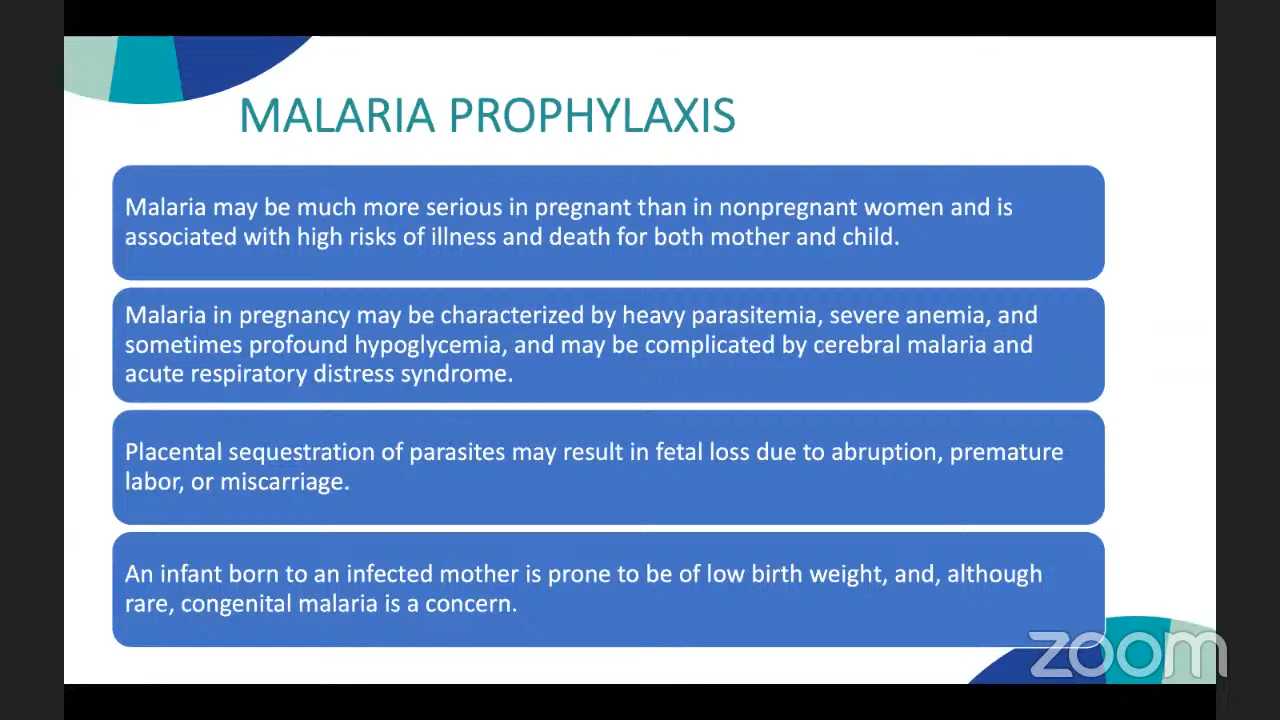 MALARIA PROPHYLAXIS
Malaria may be much more serious in pregnant than in nonpregnant women and is
associated with high risks of illness and death for both mother and child.
Malaria in pregnancy may be characterized by heavy parasitemia, severe anemia, and
sometimes profound hypoglycemia, and may be complicated by cerebral malaria and
acute respiratory distress syndrome.
Placental sequestration of parasites may result in fetal loss due to abruption, premature
labor, or miscarriage.
An infant born to an infected mother is prone to be of low birth weight, and, although
rare, congenital malaria is a concern.
zoom